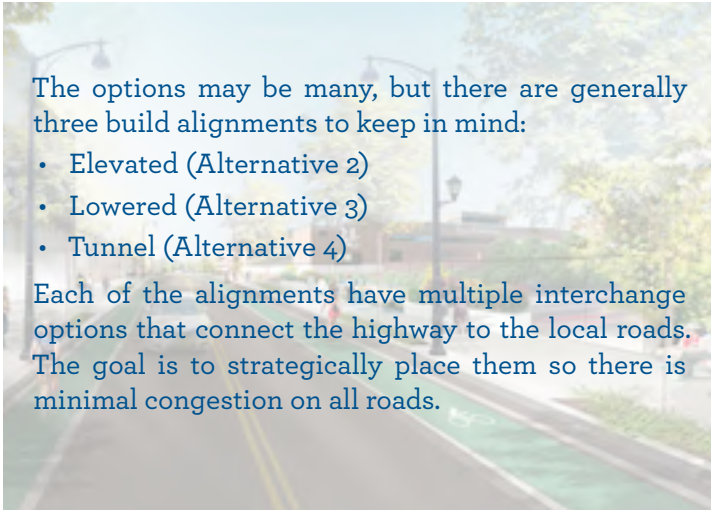 The options may be many, but there are generally
three build alignments to keep in mind:
• Elevated (Alternative 2)
• Lowered (Alternative 3)
• Tunnel (Alternative 4)
Each of the alignments have multiple interchange
options that connect the highway to the local roads.
The goal is to strategically place them so there is
minimal congestion on all roads.